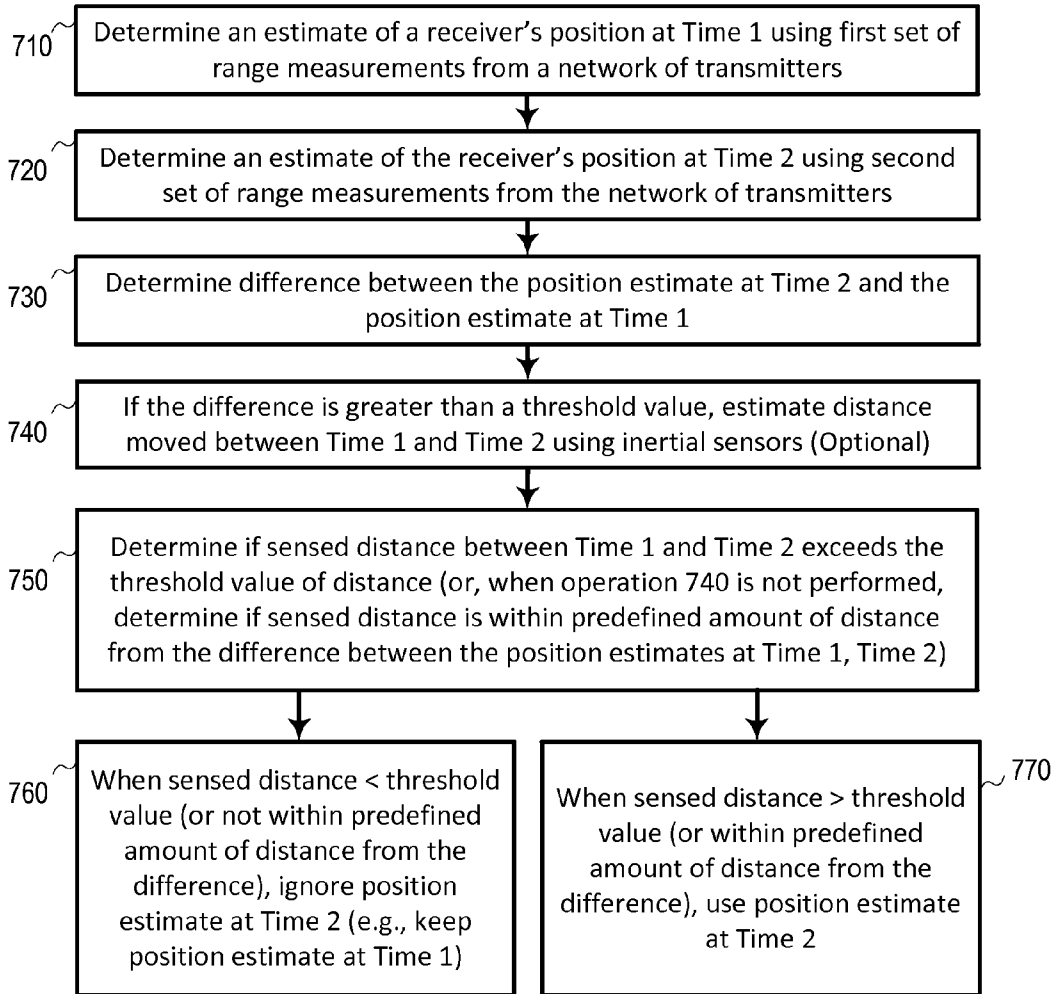 710
Determine an estimate of a receiver’s position at Time 1 using first set of
range measurements from a network of transmitters
720
Determine an estimate of the receiver’s position at Time 2 using second
set of range measurements from the network of transmitters
730
Determine difference between the position estimate at Time 2 and the
position estimate at Time 1
740
If the difference is greater than a threshold value, estimate distance
moved between Time 1 and Time 2 using inertial sensors (Optional)
750
Determine if sensed distance between Time 1 and Time 2 exceeds the
threshold value of distance (or, when operation 740 is not performed,
determine if sensed distance is within predefined amount of distance
from the difference between the position estimates at Time 1, Time 2)
760
When sensed distance < threshold
value (or not within predefined
amount of distance from the
difference), ignore position
estimate at Time 2 (e.g., keep
position estimate at Time 1)
770
When sensed distance > threshold
value (or within predefined
amount of distance from the
difference), use position estimate
at Time 2